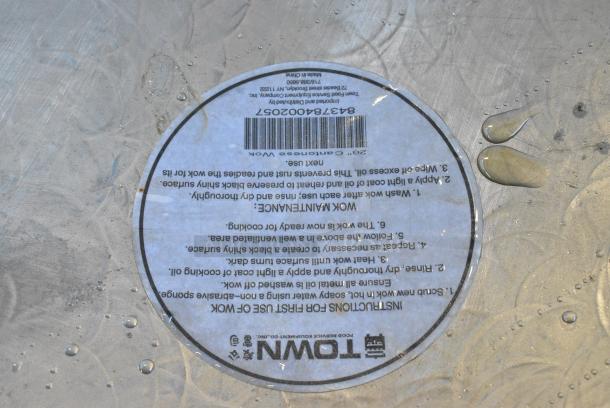 TOWN
FOOD SERVICE EQUIPMENT CO., INC.
INSTRUCTIONS FOR FIRST USE OF WOK
1. Scrub new wok in hot, soapy water using a non-abrasive sponge.
Ensure all metal oil is washed off wok.
2. Rinse, dry thoroughly and apply light coat of cooking oil.
3. Heat wok until surface turns dark.
4. Repeat as necessary to create a black shiny surface.
5. Follow the above in a well ventilated area.
6. The wok is now ready for cooking.
WOK MAINTENANCE:
1. Wash wok after each use; rinse and dry thoroughly.
2. Apply a light coat of oil and reheat to preserve black shiny surface.
3. Wipe off excess oil. This prevents rust and readies the wok for its
next use.
20" Cantonese Wok
843784002057
Imported and Distributed by
Town Food Service Equipment Company, Inc.
72 Beadel street Brooklyn, NY 11222
Made in China